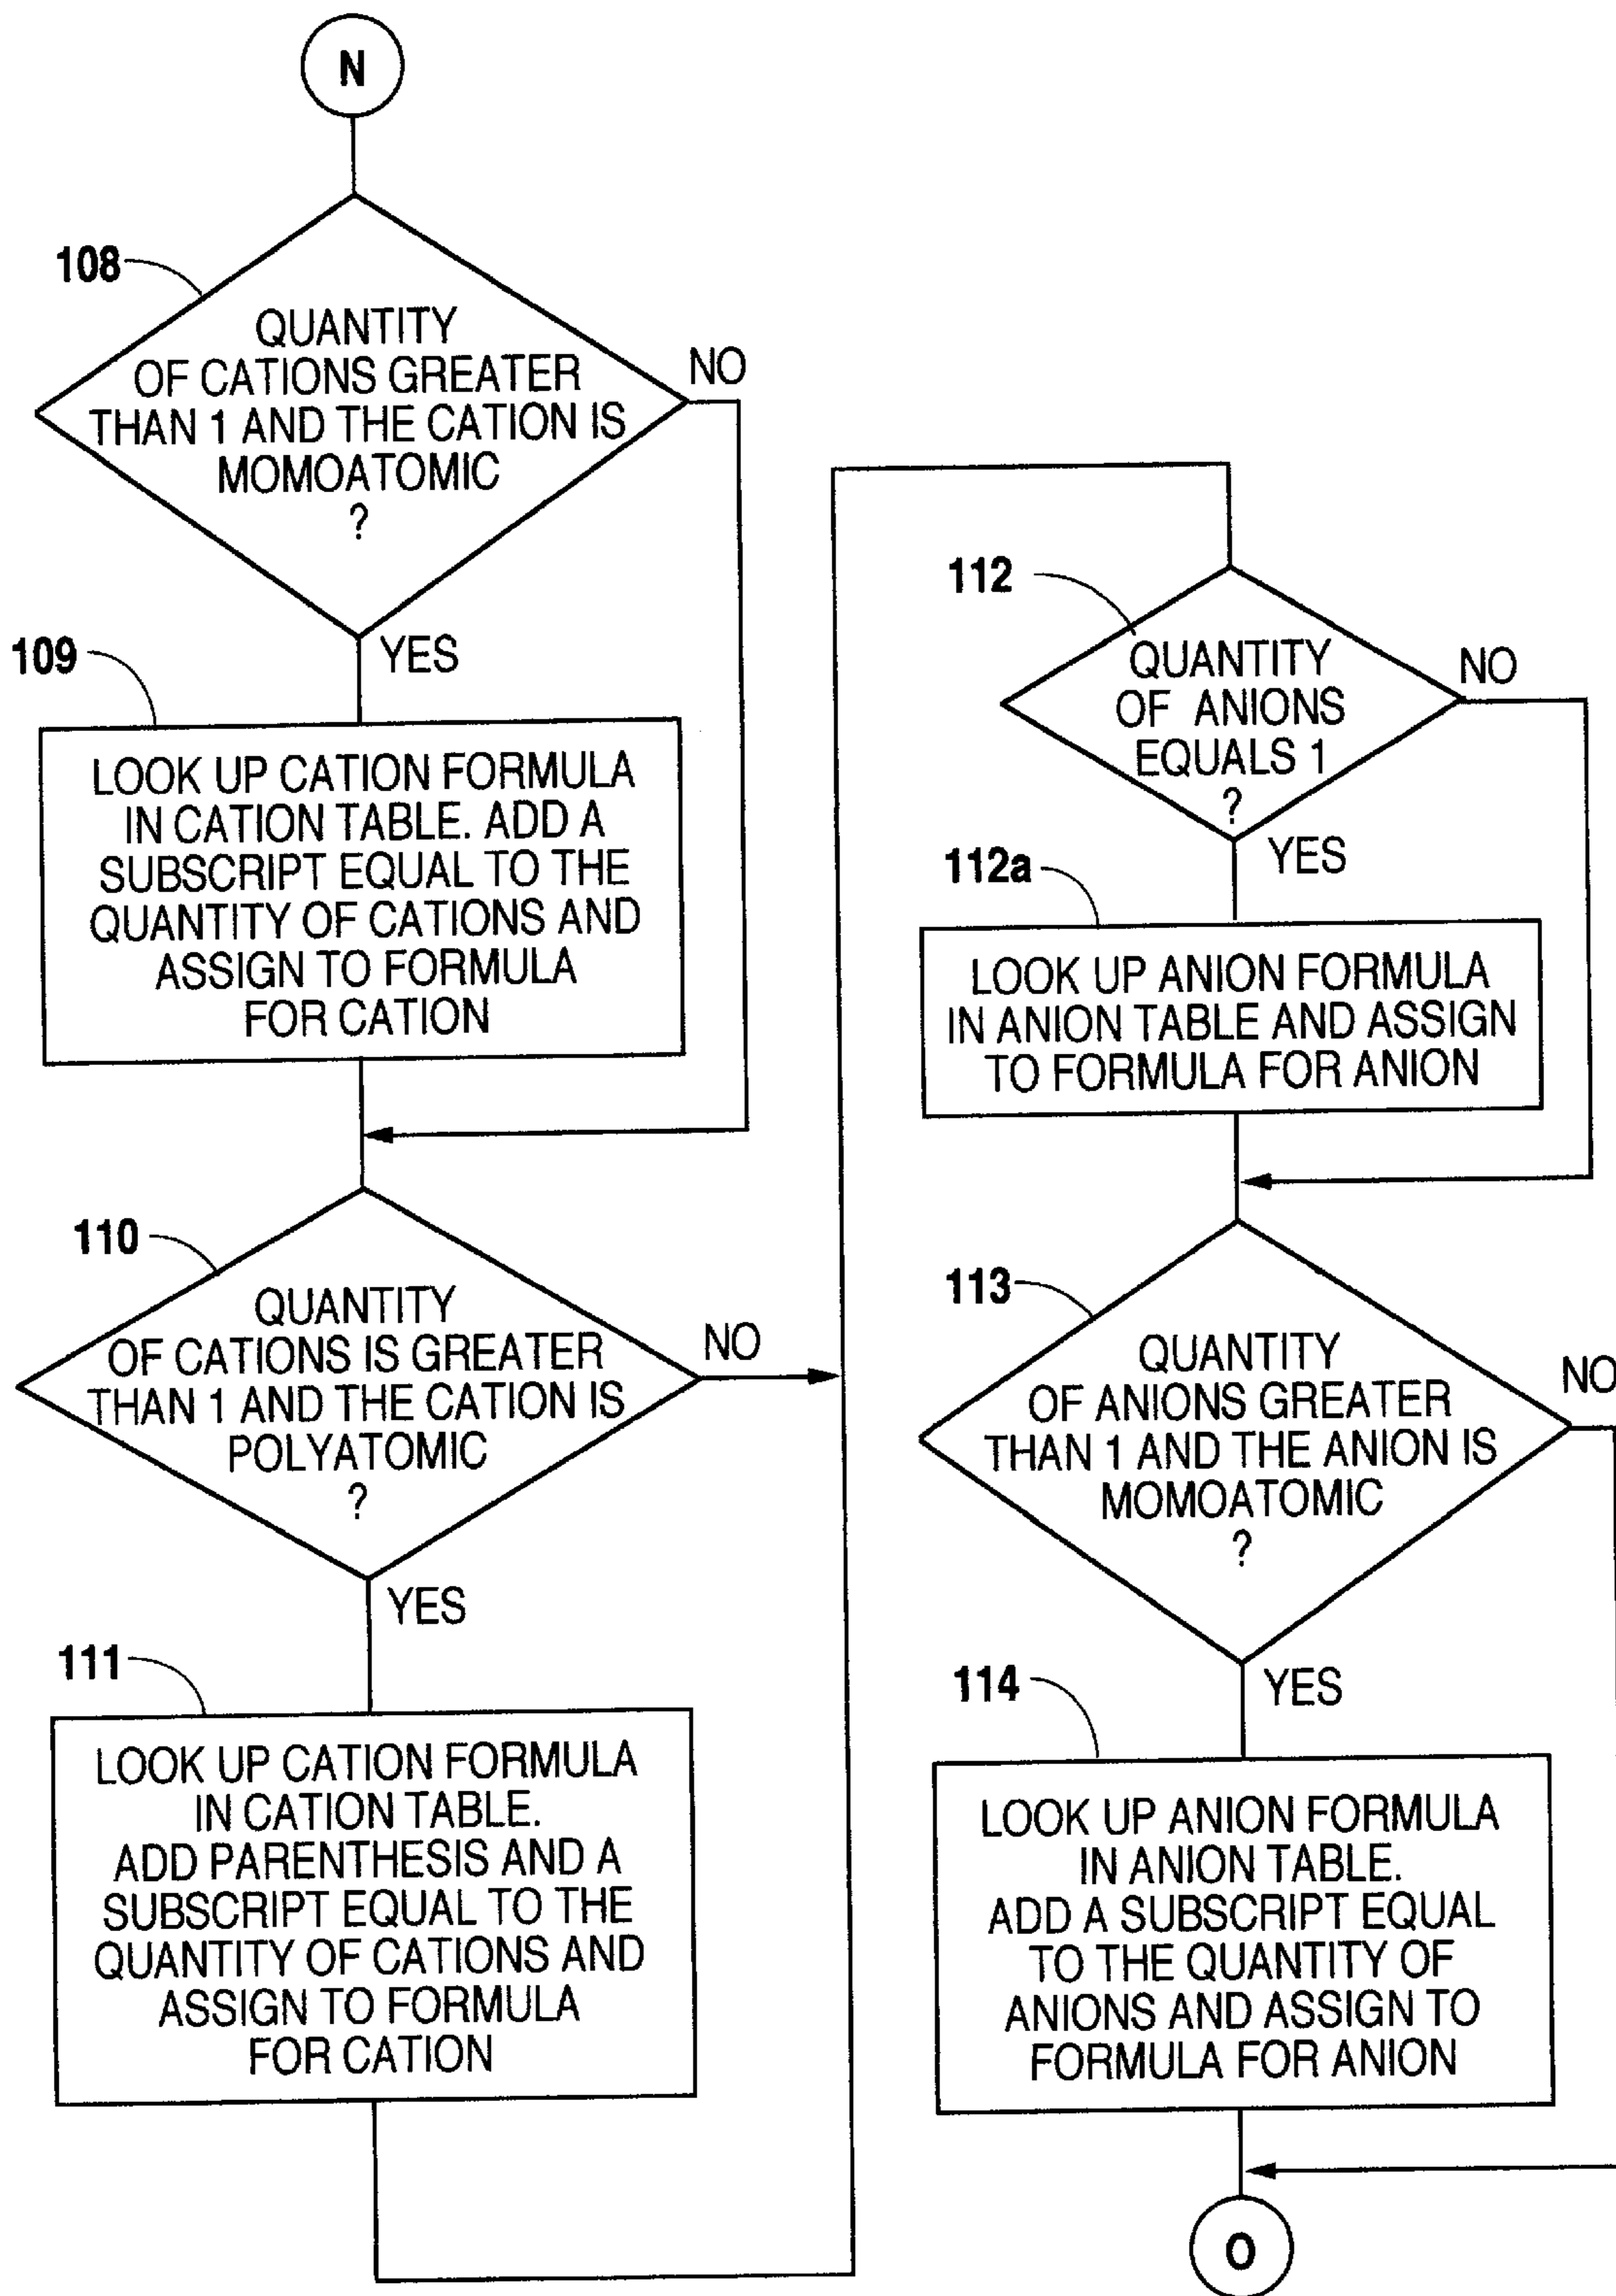 N
108
QUANTITY
OF CATIONS GREATER
THAN 1 AND THE CATION IS
MOMOATOMIC
?
NO
YES
109
LOOK UP CATION FORMULA
IN CATION TABLE. ADD A
SUBSCRIPT EQUAL TO THE
QUANTITY OF CATIONS AND
ASSIGN TO FORMULA
FOR CATION
110
QUANTITY
OF CATIONS IS GREATER
THAN 1 AND THE CATION IS
POLYATOMIC
?
NO
YES
111
LOOK UP CATION FORMULA
IN CATION TABLE.
ADD PARENTHESIS AND A
SUBSCRIPT EQUAL TO THE
QUANTITY OF CATIONS AND
ASSIGN TO FORMULA
FOR CATION
112
QUANTITY
OF ANIONS
EQUALS 1
?
NO
YES
112a
LOOK UP ANION FORMULA
IN ANION TABLE AND ASSIGN
TO FORMULA FOR ANION
113
QUANTITY
OF ANIONS GREATER
THAN 1 AND THE ANION IS
MOMOATOMIC
?
NO
YES
114
LOOK UP ANION FORMULA
IN ANION TABLE.
ADD A SUBSCRIPT EQUAL
TO THE QUANTITY OF
ANIONS AND ASSIGN TO
FORMULA FOR ANION
O